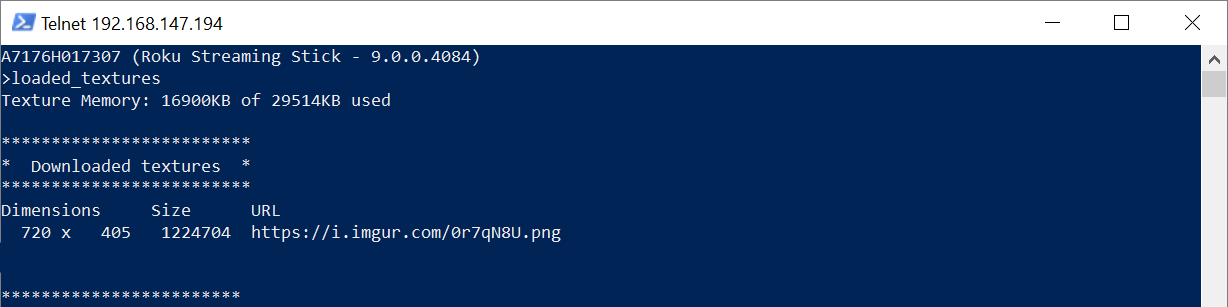 Telnet 192.168.147.194
A7176H017307 (Roku Streaming Stick - 9.0.0.4084)
>loaded_textures
Texture Memory: 16900KB of 29514KB used
*************************
*  Downloaded textures  *
*************************
Dimensions     Size      URL
  720 x   405   1224704  https://i.imgur.com/0r7qN8U.png
************************